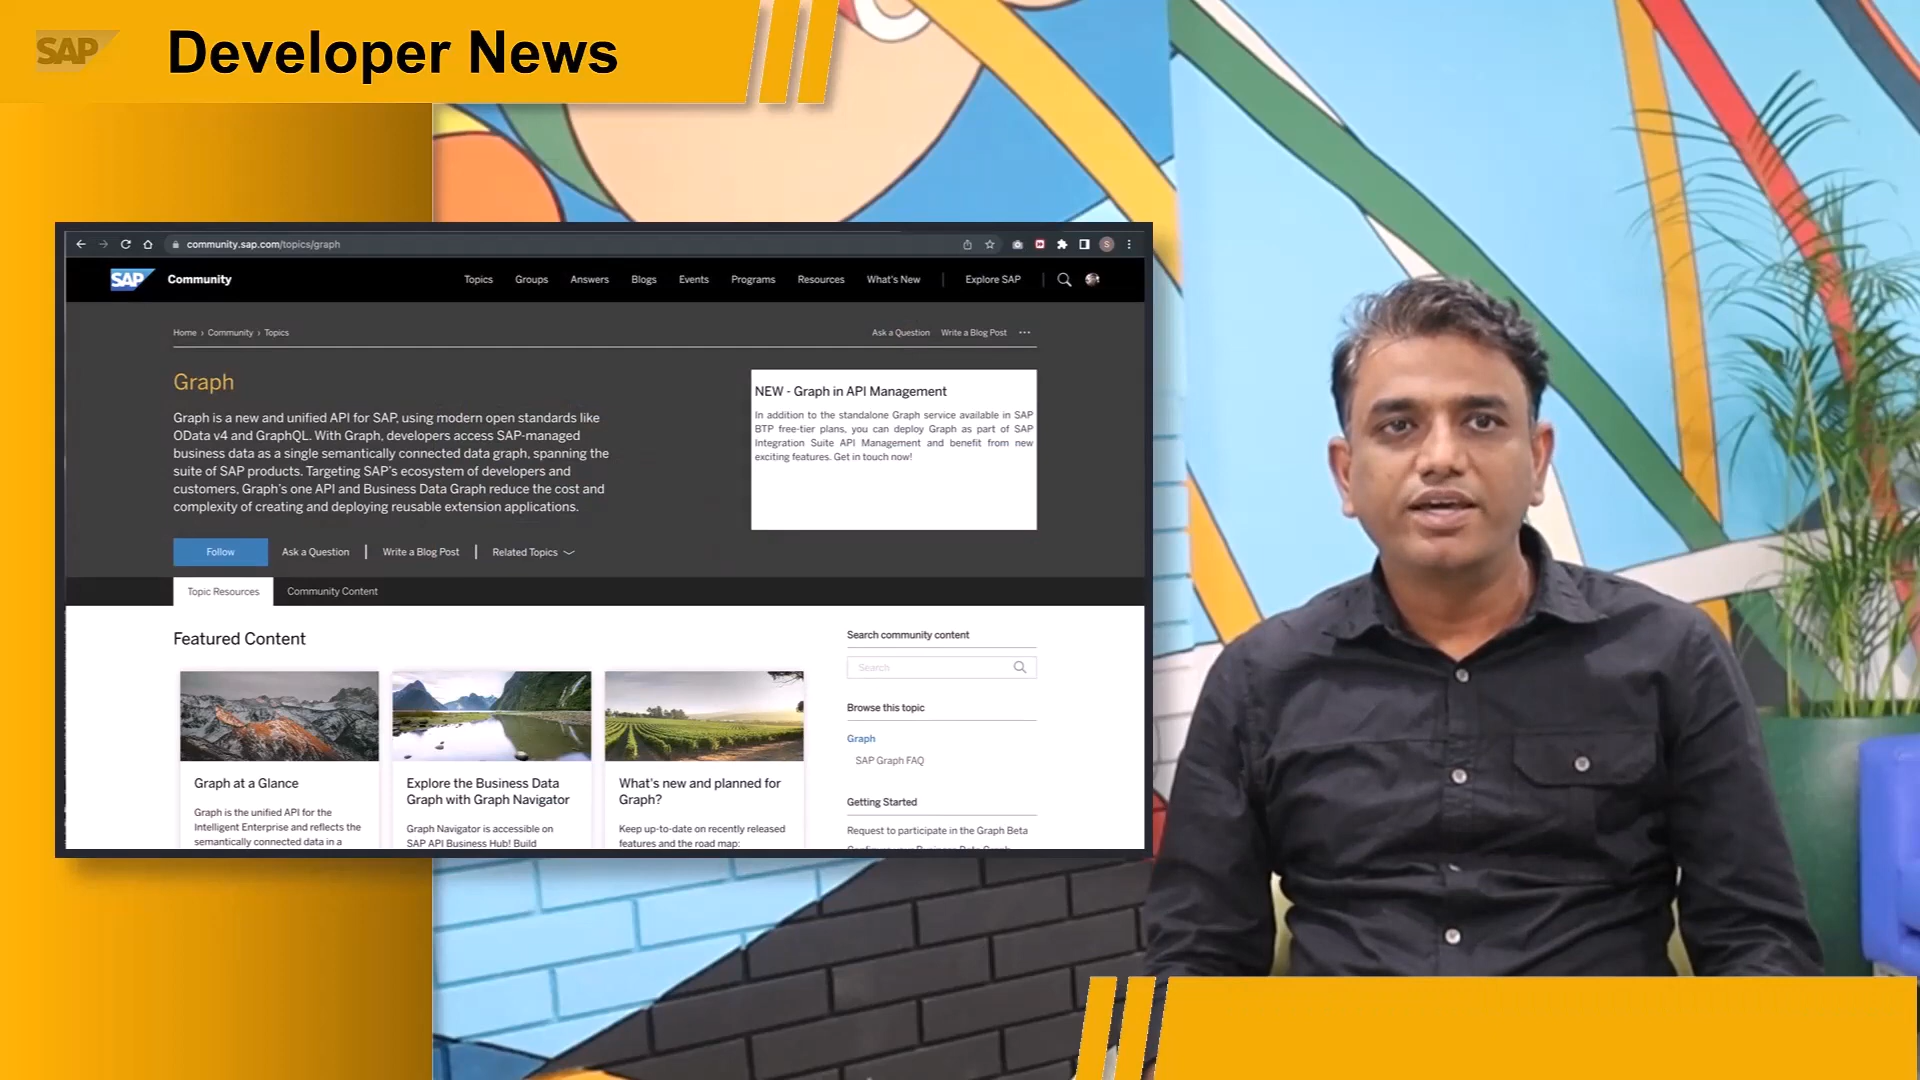 SAP
Developer News
community.sap.com/topics/graph
S
SAP Community Topics Groups Answers Blogs Events Programs Resources What's New Explore SAP
Home › Community › Topics
Ask a Question Write a Blog Post ...
Graph
Graph is a new and unified API for SAP, using modern open standards like
OData v4 and GraphQL. With Graph, developers access SAP-managed
business data as a single semantically connected data graph, spanning the
suite of SAP products. Targeting SAP's ecosystem of developers and
customers, Graph's one API and Business Data Graph reduce the cost and
complexity of creating and deploying reusable extension applications.
NEW - Graph in API Management
In addition to the standalone Graph service available in SAP
BTP free-tier plans, you can deploy Graph as part of SAP
Integration Suite API Management and benefit from new
exciting features. Get in touch now!
Follow Ask a Question | Write a Blog Post | Related Topics
Topic Resources Community Content
Featured Content
Graph at a Glance
Graph is the unified API for the
Intelligent Enterprise and reflects the
semantically connected data in a
Explore the Business Data
Graph with Graph Navigator
Graph Navigator is accessible on
SAP API Business Hub! Build
What's new and planned for
Graph?
Keep up-to-date on recently released
features and the road map:
Search community content
Search
Browse this topic
Graph
SAP Graph FAQ
Getting Started
Request to participate in the Graph Beta